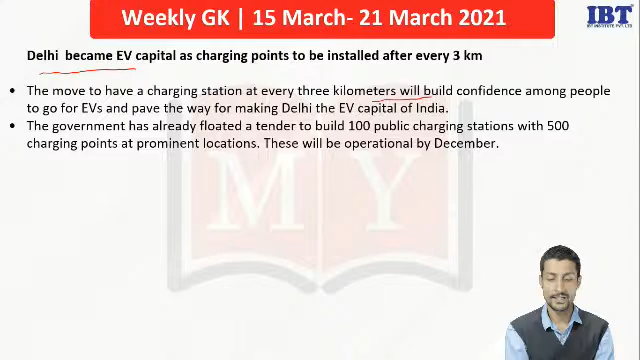 Weekly GK | 15 March- 21 March 2021
IBT
IBT INSTITUTE PVT. LTD
Delhi became EV capital as charging points to be installed after every 3 km
• The move to have a charging station at every three kilometers will build confidence among people
to go for EVs and pave the way for making Delhi the EV capital of India.
• The government has already floated a tender to build 100 public charging stations with 500
charging points at prominent locations. These will be operational by December.
MY